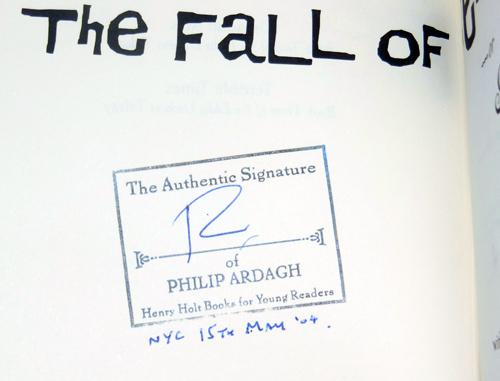 The FALL OF
The Authentic Signature
of
PHILIP ARDAGH
Henry Holt Books for Young Readers
NYC 15TH MAY '04.